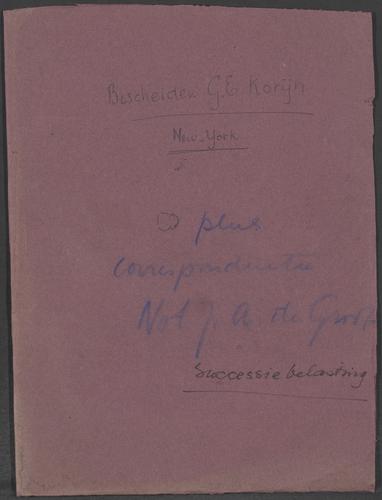 Bescheiden G.E Korijn
New-York
plus
correspondentie
Not J. A. de Groot
Successie belasting